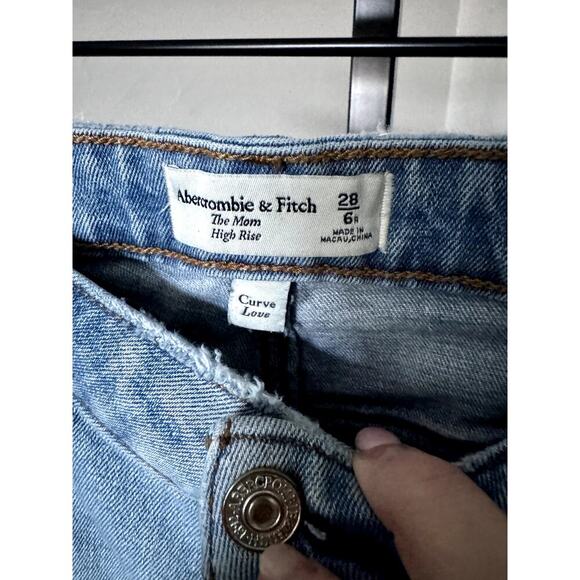 Abercrombie & Fitch
The Mom
High Rise
28
6R
MADE IN
MACAU, CHINA
Curve
Love